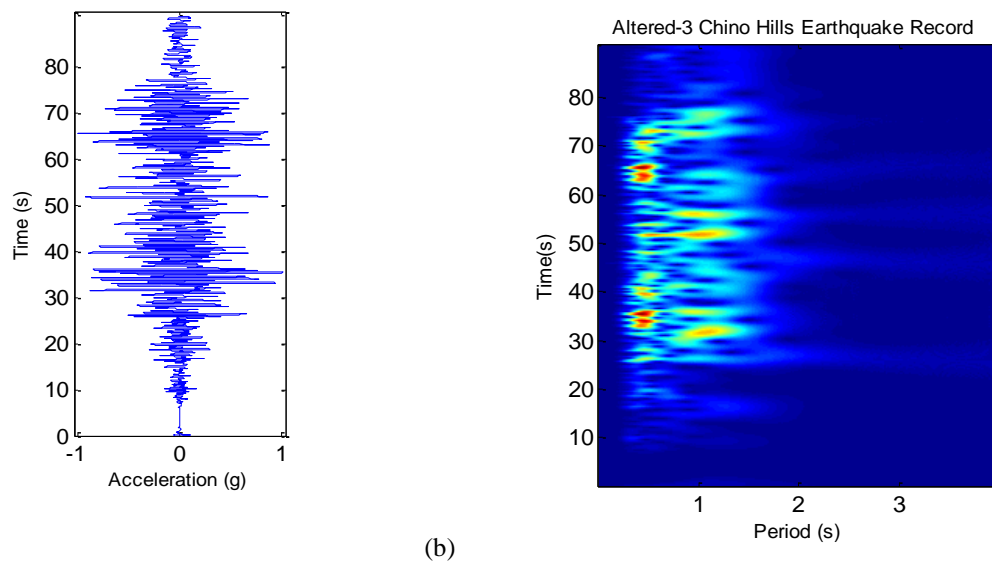 Altered-3 Chino Hills Earthquake Record
80
70
60
50
40
30
20
10
0
Time (s)
-1 0 1
Acceleration (g)
80
70
60
50
40
30
20
10
Time(s)
1 2 3
Period (s)
(b)